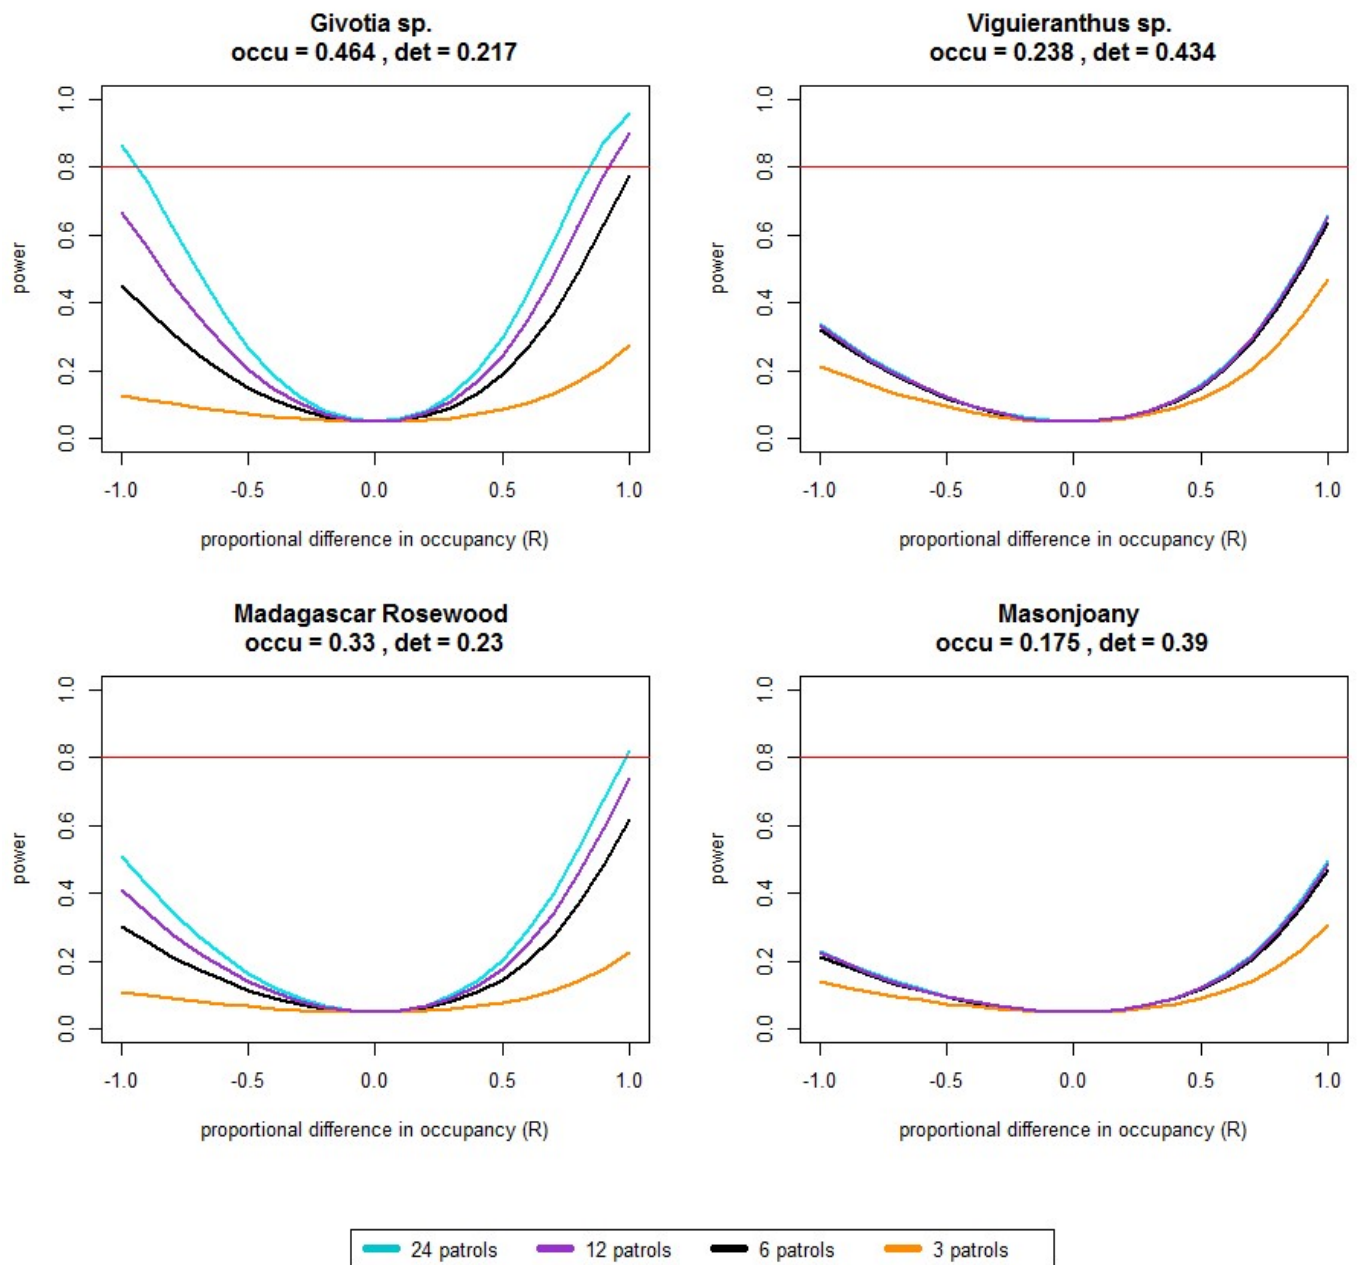 Givotia sp.
occu = 0.464 , det = 0.217
power
0.0 0.2 0.4 0.6 0.8 1.0
-1.0 -0.5 0.0 0.5 1.0
proportional difference in occupancy (R)
Viguieranthus sp.
occu = 0.238 , det = 0.434
power
0.0 0.2 0.4 0.6 0.8 1.0
-1.0 -0.5 0.0 0.5 1.0
proportional difference in occupancy (R)
Madagascar Rosewood
occu = 0.33 , det = 0.23
power
0.0 0.2 0.4 0.6 0.8 1.0
-1.0 -0.5 0.0 0.5 1.0
proportional difference in occupancy (R)
Masonjoany
occu = 0.175 , det = 0.39
power
0.0 0.2 0.4 0.6 0.8 1.0
-1.0 -0.5 0.0 0.5 1.0
proportional difference in occupancy (R)
24 patrols 12 patrols 6 patrols 3 patrols